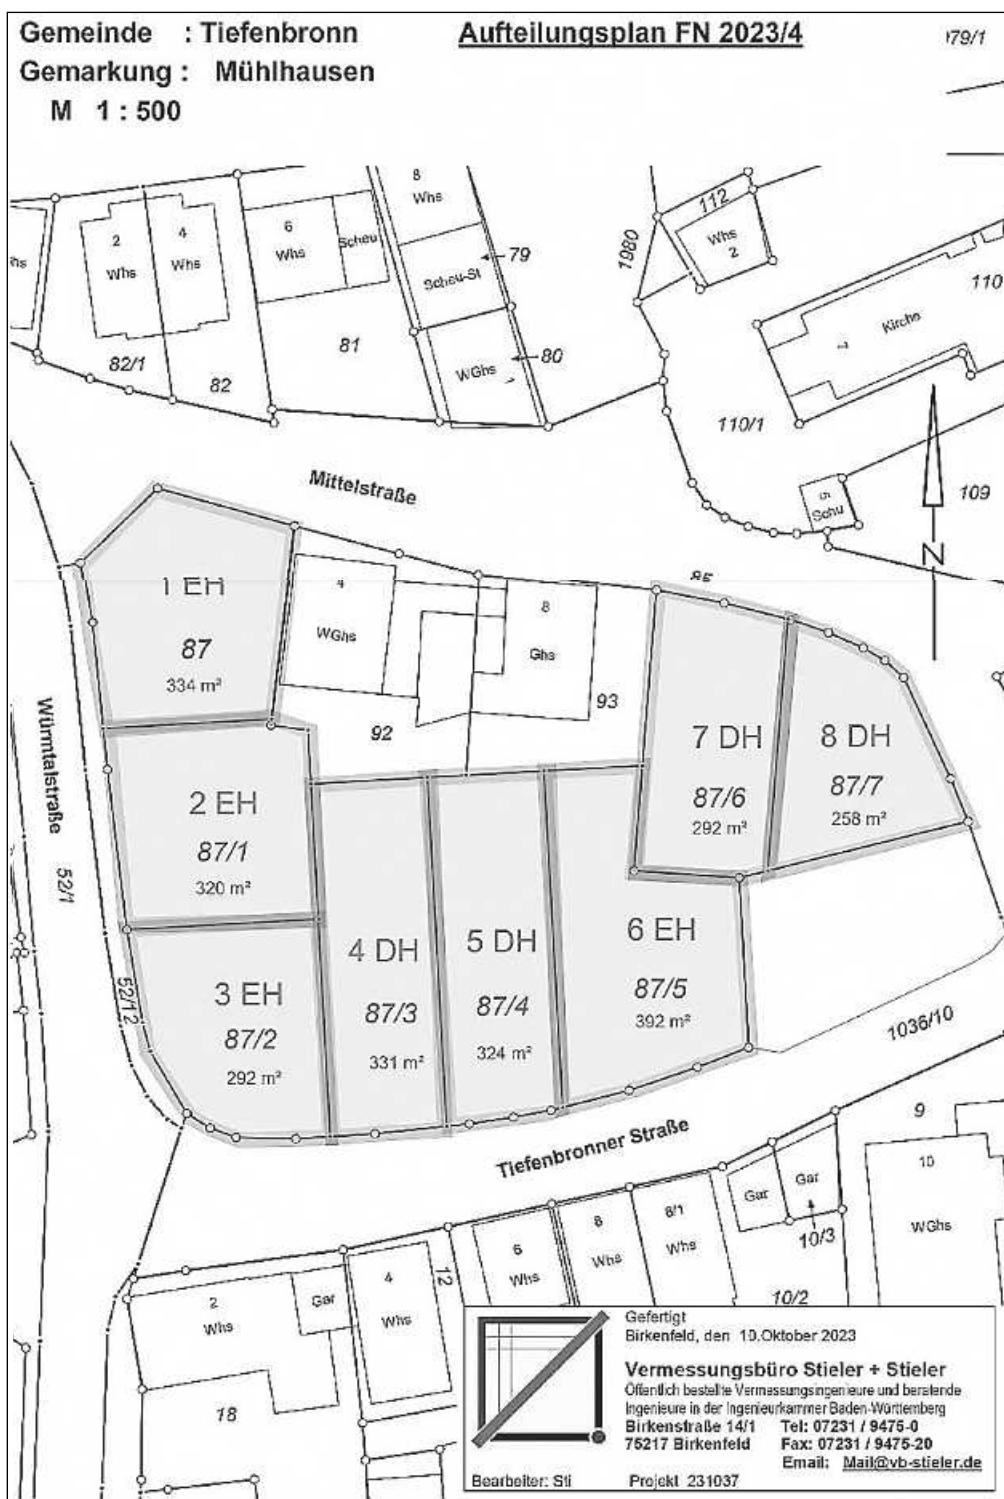 Gemeinde : Tiefenbronn
Aufteilungsplan FN 2023/4
Gemarkung : Mühlhausen
M 1 : 500
179/1
8
Whs
112
Whs
2
1980
2
Whs
4
Whs
6
Whs
Scheu
Scheu-St
79
110
Kirche
7
82/1
82
81
WGhs
1
80
110/1
5
Schu
109
N
Mittelstraße
85
1 EH
87
334 m²
4
WGhs
8
Ghs
92
93
7 DH
87/6
292 m²
8 DH
87/7
258 m²
Würmtalstraße
52/1
2 EH
87/1
320 m²
3 EH
87/2
292 m²
52/12
4 DH
87/3
331 m²
5 DH
87/4
324 m²
6 EH
87/5
392 m²
1036/10
Tiefenbronner Straße
9
10
WGhs
Gar
Gar
10/3
10/2
8/1
Whs
8
Whs
6
Whs
12
4
Whs
Gar
2
Whs
18
Gefertigt
Birkenfeld, den 10.Oktober 2023
Vermessungsbüro Stieler + Stieler
Öffentlich bestellte Vermessungsingenieure und beratende
Ingenieure in der Ingenieurkammer Baden-Württemberg
Birkenstraße 14/1 Tel: 07231 / 9475-0
75217 Birkenfeld Fax: 07231 / 9475-20
Email: Mail@vb-stieler.de
Bearbeiter: Sti Projekt 231037